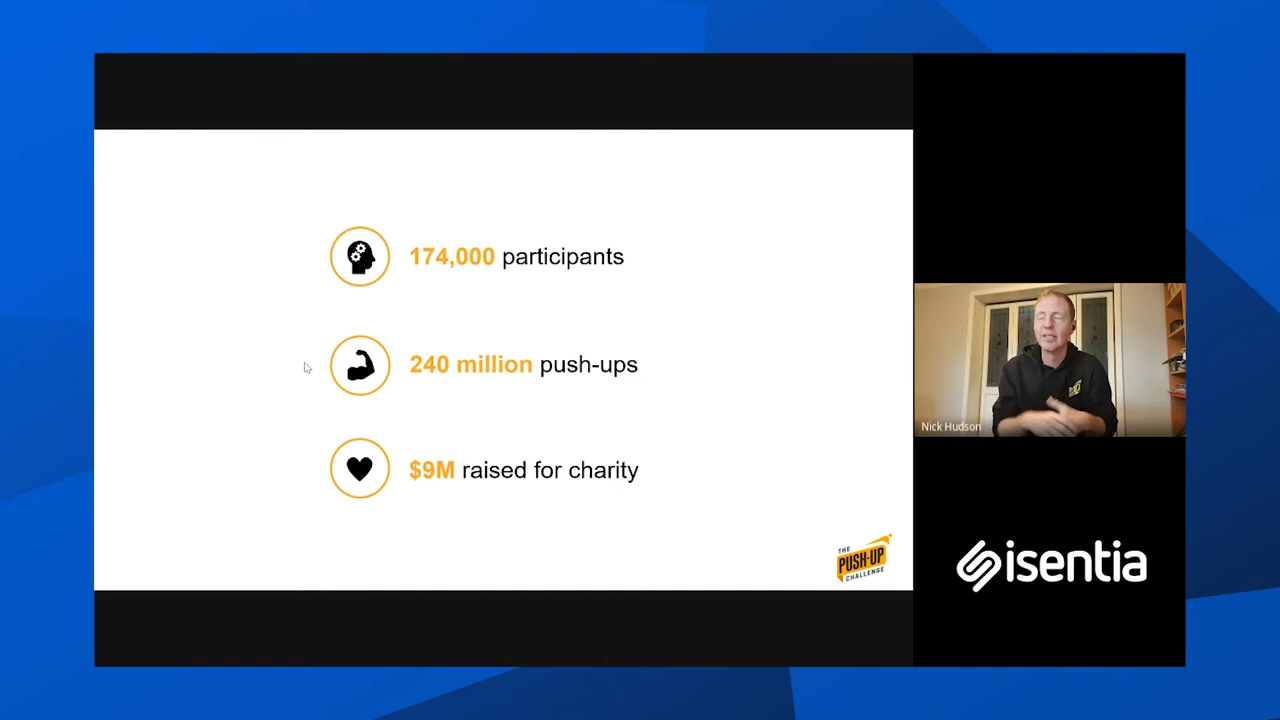 174,000 participants
240 million push-ups
$9M raised for charity
THE
PUSH-UP
CHALLENGE
Nick Hudson
isentia